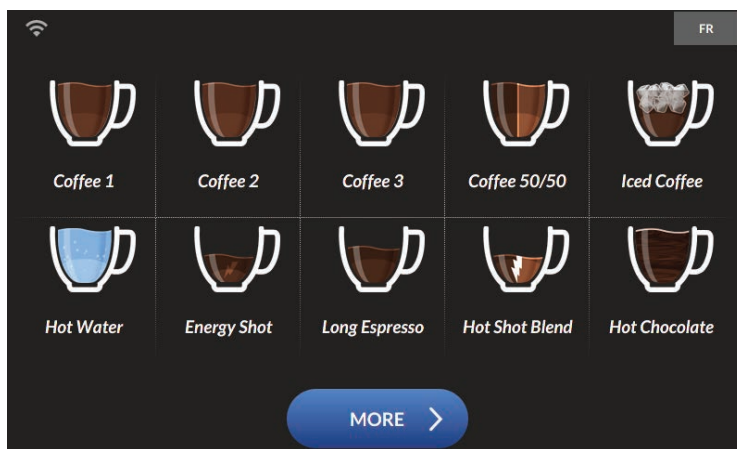 FR
Coffee 1
Coffee 2
Coffee 3
Coffee 50/50
Iced Coffee
Hot Water
Energy Shot
Long Espresso
Hot Shot Blend
Hot Chocolate
MORE